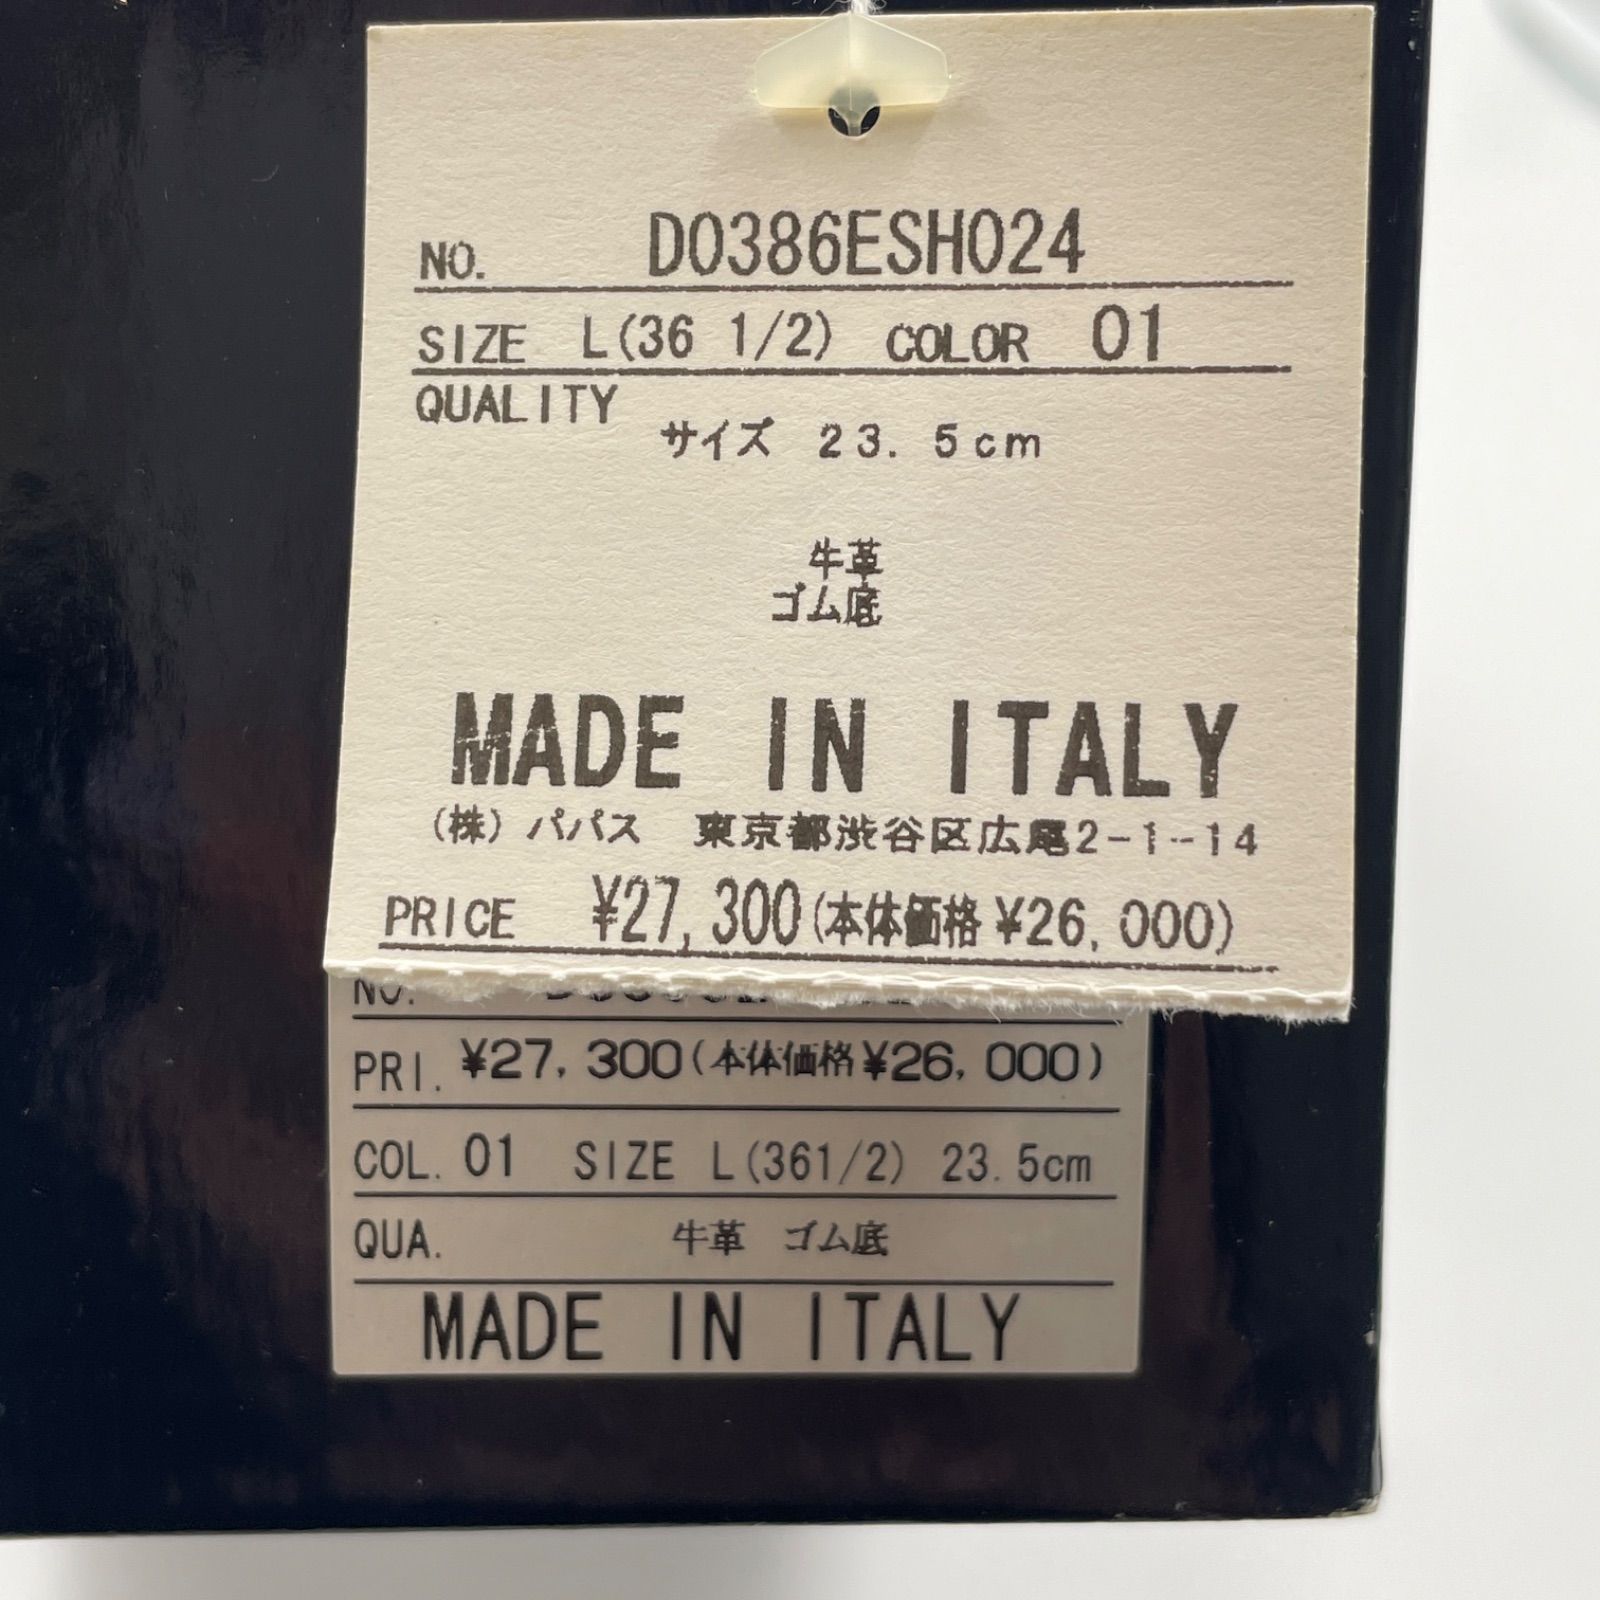 NO. D0386ESH024
SIZE L(36 1/2) COLOR 01
QUALITY
サイズ 23.5cm
牛革
ゴム底
MADE IN ITALY
(株)パパス 東京都渋谷区広尾2-1-14
PRICE ¥27,300(本体価格¥26,000)
NO.
PRI. ¥27,300(本体価格¥26,000)
COL. 01 SIZE L(361/2) 23.5cm
QUA. 牛革 ゴム底
MADE IN ITALY